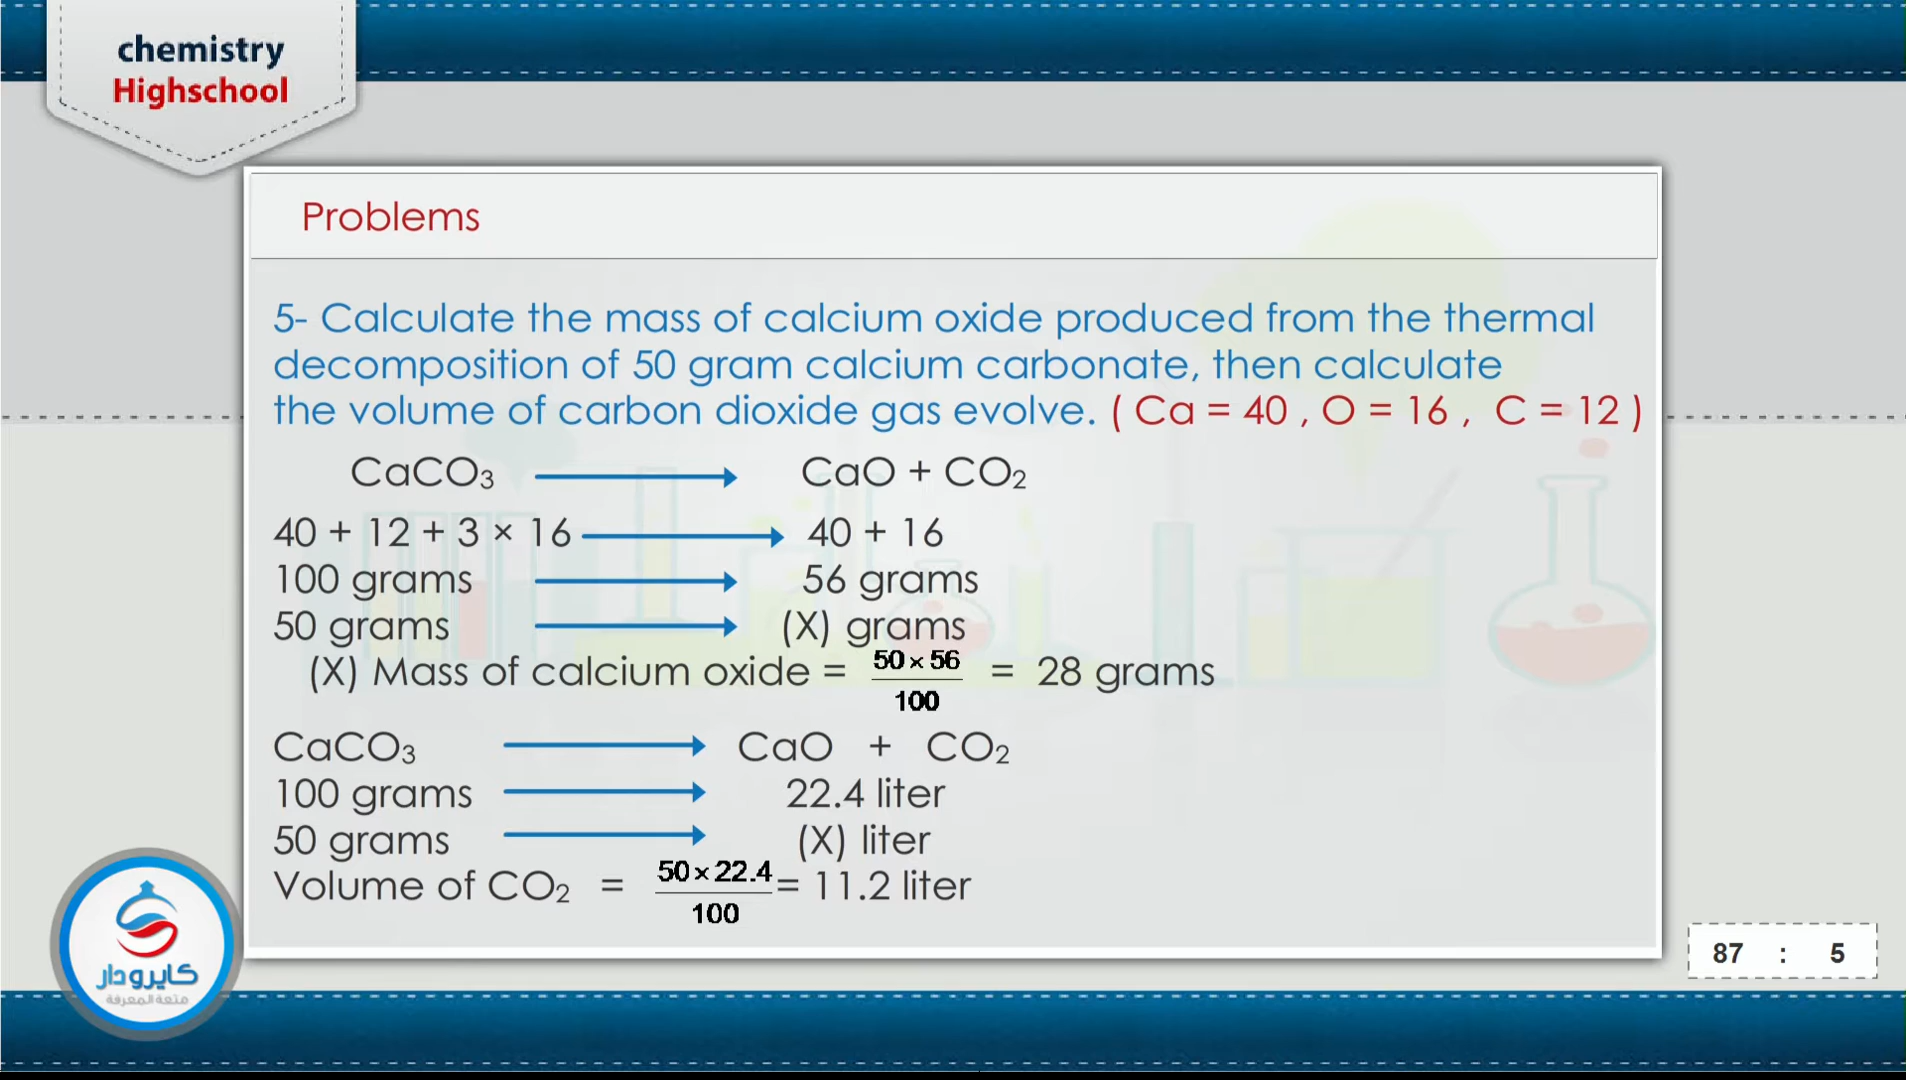 chemistry
Highschool
Problems
5- Calculate the mass of calcium oxide produced from the thermal
decomposition of 50 gram calcium carbonate, then calculate
the volume of carbon dioxide gas evolve. ( Ca = 40 , O = 16 , C = 12 )
CaCO₃ → CaO + CO₂
40 + 12 + 3 × 16 → 40 + 16
100 grams → 56 grams
50 grams → (X) grams
(X) Mass of calcium oxide = 50 × 56 / 100 = 28 grams
CaCO₃ → CaO + CO₂
100 grams → 22.4 liter
50 grams → (X) liter
Volume of CO₂ = 50 × 22.4 / 100 = 11.2 liter
كايرودار
متعة المعرفة
87 : 5